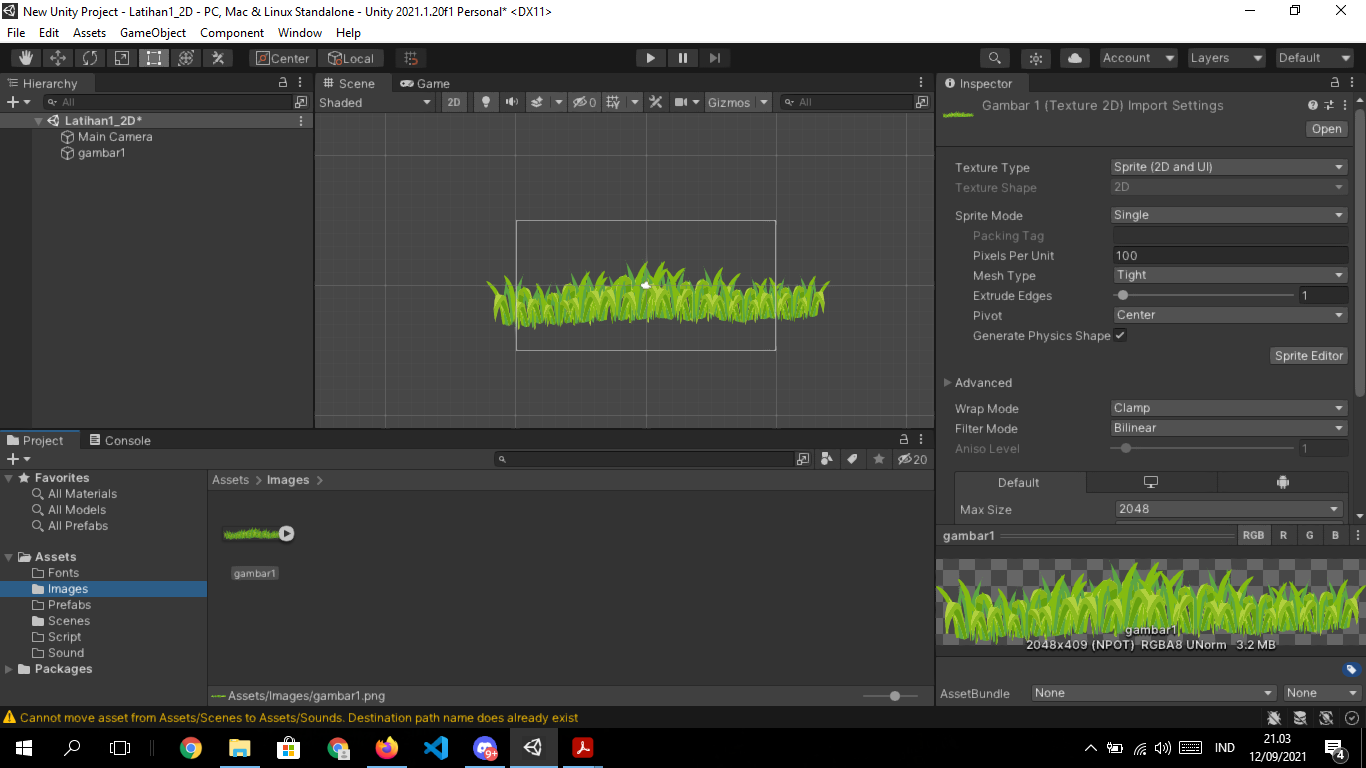 New Unity Project - Latihan1_2D - PC, Mac & Linux Standalone - Unity 2021.1.20f1 Personal* <DX11>
File Edit Assets GameObject Component Window Help
Center Local Account Layers Default
Hierarchy
All
Latihan1_2D*
Main Camera
gambar1
Scene Game
Shaded 2D 0 Gizmos All
Inspector
Gambar 1 (Texture 2D) Import Settings
Open
Texture Type Sprite (2D and UI)
Texture Shape 2D
Sprite Mode Single
Packing Tag
Pixels Per Unit 100
Mesh Type Tight
Extrude Edges 1
Pivot Center
Generate Physics Shape
Sprite Editor
Advanced
Wrap Mode Clamp
Filter Mode Bilinear
Aniso Level 1
Default
Max Size 2048
gambar1 RGB R G B
gambar1
2048x409 (NPOT) RGBA8 UNorm 3.2 MB
AssetBundle None None
Project Console
20
Favorites
All Materials
All Models
All Prefabs
Assets
Fonts
Images
Prefabs
Scenes
Script
Sound
Packages
Assets > Images >
gambar1
Assets/Images/gambar1.png
Cannot move asset from Assets/Scenes to Assets/Sounds. Destination path name does already exist
9+
IND
21.03
12/09/2021
4